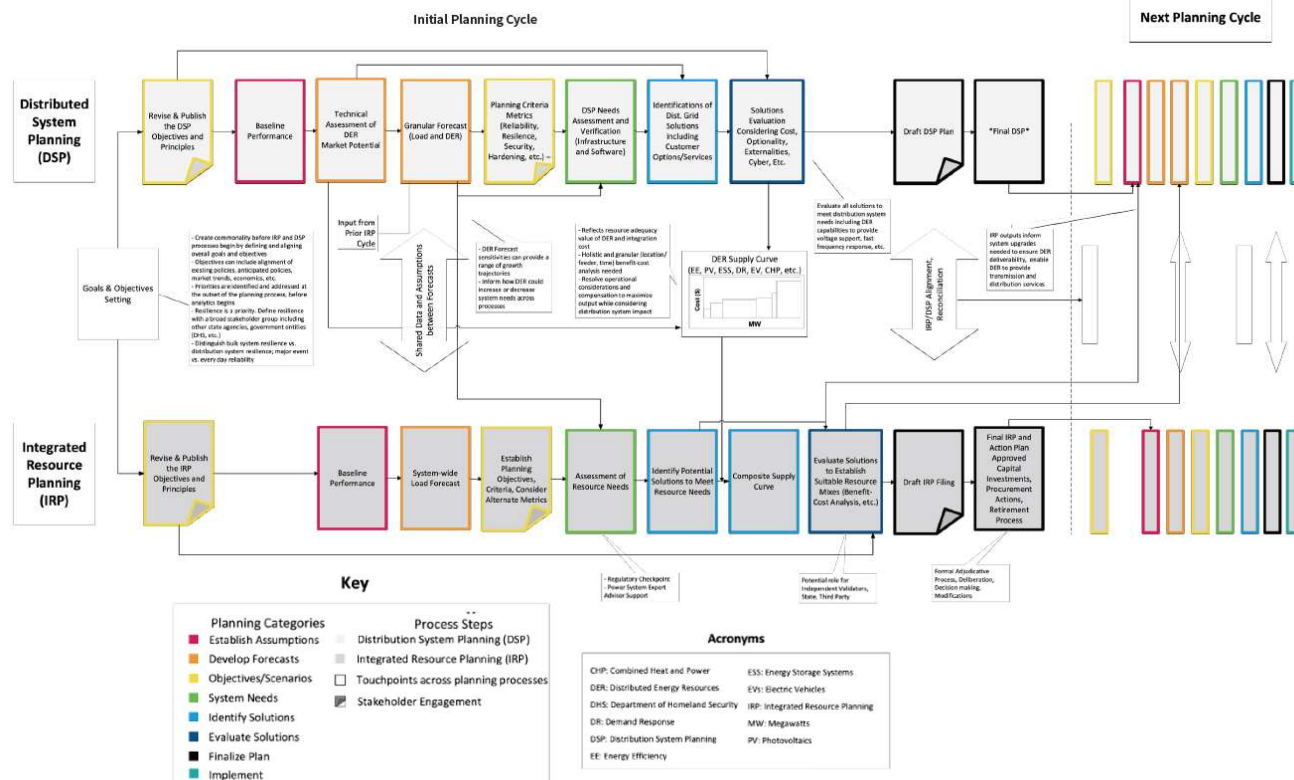 Initial Planning Cycle
Next Planning Cycle
Distributed
System
Planning
(DSP)
Revise & Publish
the DSP
Objectives and
Principles
Baseline
Performance
Technical
Assessment of
DER
Market Potential
Granular Forecast
(Load and DER)
Planning Criteria
Metrics
(Reliability,
Resilience,
Security,
Hardening, etc.) –
DSP Needs
Assessment and
Verification
(Infrastructure
and Software)
Identifications of
Dist. Grid
Solutions
including
Customer
Options/Services
Solutions
Evaluation
Considering Cost,
Optionality,
Externalities,
Cyber, Etc.
Draft DSP Plan
*Final DSP*
Goals & Objectives
Setting
- Create commonality before IRP and DSP
processes begin by defining and aligning
overall goals and objectives
- Objectives can include alignment of
existing policies, anticipated policies,
market trends, economics, etc.
- Priorities are identified and addressed at
the outset of the planning process, before
analytics begins
- Resilience is a priority. Define resilience
with a broad stakeholder group including
other state agencies, government entities
(DHS, etc.)
- Distinguish bulk system resilience vs.
distribution system resilience; major event
vs. every day reliability
Input from
Prior IRP
Cycle
Shared Data and Assumptions
between Forecasts
- DER Forecast
sensitivities can provide a
range of growth
trajectories
- Inform how DER could
increase or decrease
system needs across
processes
- Reflects resource adequacy
value of DER and integration
cost
- Holistic and granular (location/
feeder, time) benefit-cost
analysis needed
- Resolve operational
considerations and
compensation to maximize
output while considering
distribution system impact
DER Supply Curve
(EE, PV, ESS, DR, EV, CHP, etc.)
Cost ($)
MW
Evaluate all solutions to
meet distribution system
needs including DER
capabilities to provide
voltage support, fast
frequency response, etc.
IRP/DSP Alignment,
Reconciliation
IRP outputs inform
system upgrades
needed to ensure DER
deliverability, enable
DER to provide
transmission and
distribution services
Integrated
Resource
Planning
(IRP)
Revise & Publish
the IRP
Objectives and
Principles
Baseline
Performance
System-wide
Load Forecast
Establish
Planning
Objectives,
Criteria, Consider
Alternate Metrics
Assessment of
Resource Needs
Identify Potential
Solutions to Meet
Resource Needs
Composite Supply
Curve
Evaluate Solutions
to Establish
Suitable Resource
Mixes (Benefit-
Cost Analysis, etc.)
Draft IRP Filing
Final IRP and
Action Plan
Approved
Capital
Investments,
Procurement
Actions,
Retirement
Process
- Regulatory Checkpoint
- Power System Expert
Advisor Support
Potential role for
Independent Validators,
State, Third Party
Formal Adjudicative
Process, Deliberation,
Decision making,
Modifications
Key
Planning Categories
Establish Assumptions
Develop Forecasts
Objectives/Scenarios
System Needs
Identify Solutions
Evaluate Solutions
Finalize Plan
Implement
Process Steps
Distribution System Planning (DSP)
Integrated Resource Planning (IRP)
Touchpoints across planning processes
Stakeholder Engagement
Acronyms
CHP: Combined Heat and Power
DER: Distributed Energy Resources
DHS: Department of Homeland Security
DR: Demand Response
DSP: Distribution System Planning
EE: Energy Efficiency
ESS: Energy Storage Systems
EVs: Electric Vehicles
IRP: Integrated Resource Planning
MW: Megawatts
PV: Photovoltaics